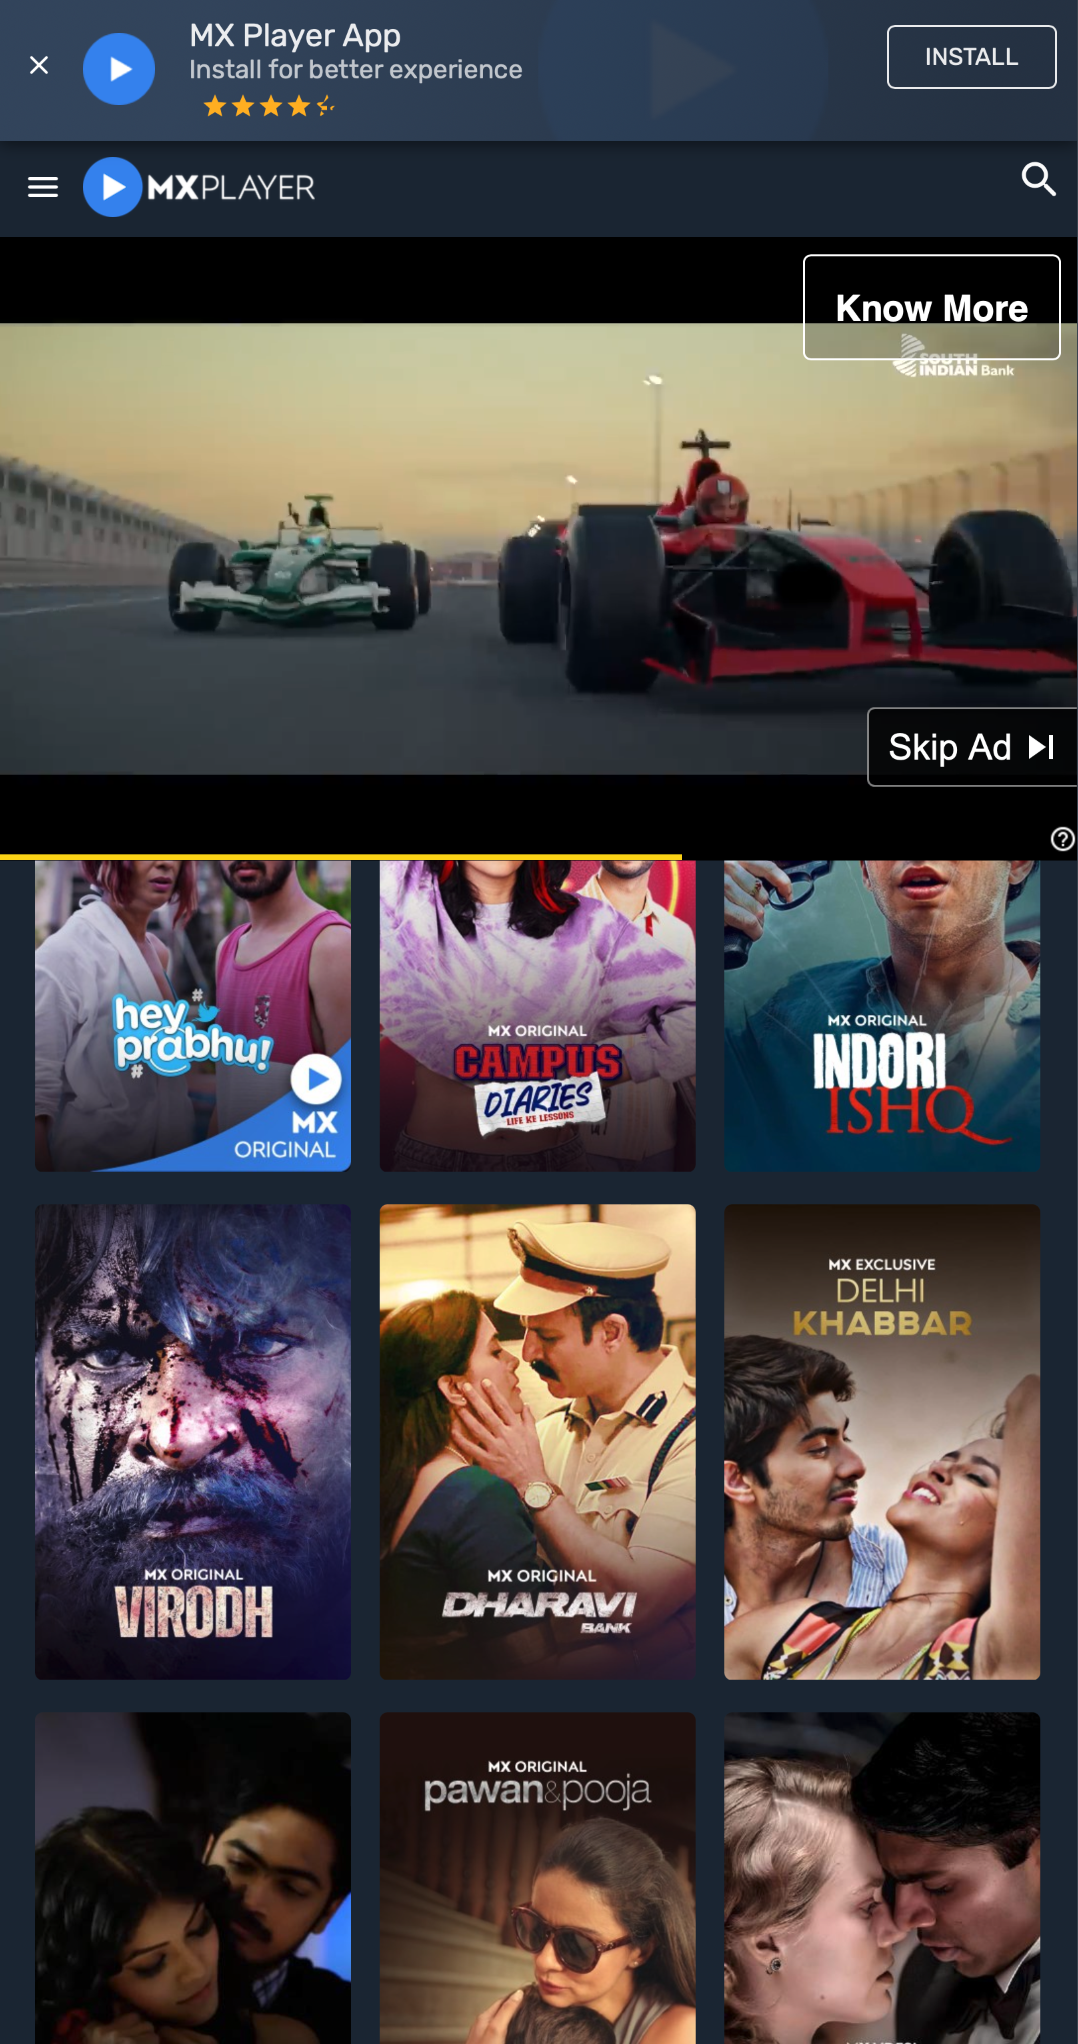 MX Player App
Install for better experience
INSTALL
MXPLAYER
Know More
SOUTH
INDIAN Bank
Skip Ad
#
hey
prabhu!
#
MX
ORIGINAL
MX ORIGINAL
CAMPUS
DIARIES
LIFE KE LESSONS
MX ORIGINAL
INDORI
ISHQ
MX ORIGINAL
VIRODH
MX ORIGINAL
DHARAVI
BANK
MX EXCLUSIVE
DELHI
KHABBAR
MX ORIGINAL
pawan&pooja